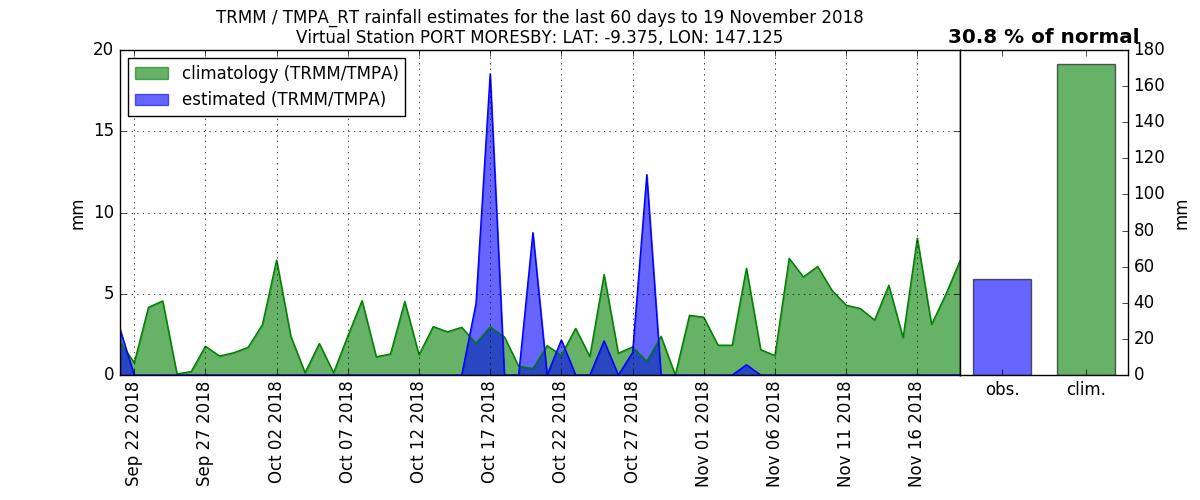 TRMM / TMPA_RT rainfall estimates for the last 60 days to 19 November 2018
Virtual Station PORT MORESBY: LAT: -9.375, LON: 147.125
30.8 % of normal
climatology (TRMM/TMPA)
estimated (TRMM/TMPA)
20
15
10
5
0
mm
Sep 22 2018
Sep 27 2018
Oct 02 2018
Oct 07 2018
Oct 12 2018
Oct 17 2018
Oct 22 2018
Oct 27 2018
Nov 01 2018
Nov 06 2018
Nov 11 2018
Nov 16 2018
180
160
140
120
100
80
60
40
20
0
mm
obs.
clim.